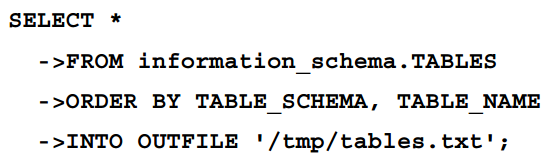 SELECT *
->FROM information_schema.TABLES
->ORDER BY TABLE_SCHEMA, TABLE_NAME
->INTO OUTFILE '/tmp/tables.txt';